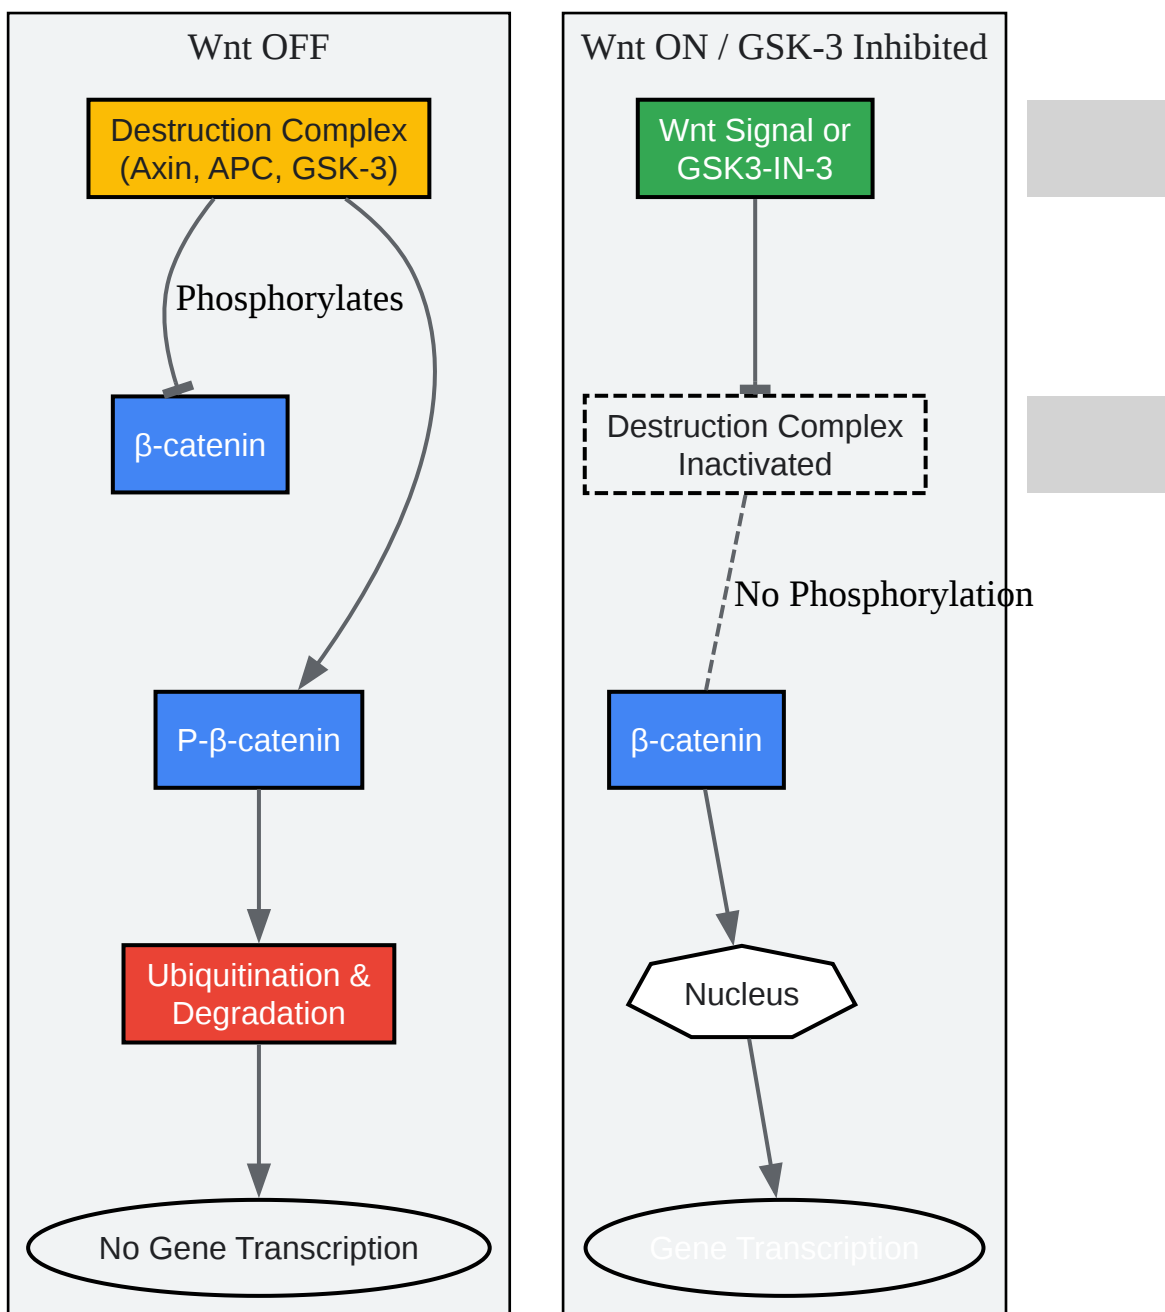 Wnt OFF
Destruction Complex
(Axin, APC, GSK-3)
Phosphorylates
β-catenin
P-β-catenin
Ubiquitination &
Degradation
No Gene Transcription
Wnt ON / GSK-3 Inhibited
Wnt Signal or
GSK3-IN-3
Destruction Complex
Inactivated
No Phosphorylation
β-catenin
Nucleus
Gene Transcription